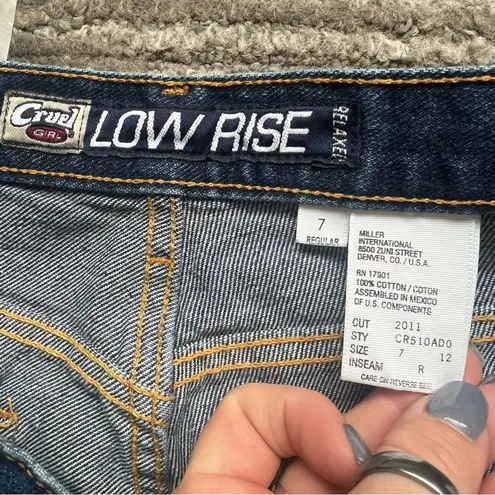 Cruel
GIRL
LOW RISE
RELAXED
7
REGULAR
MILLER
INTERNATIONAL
8500 ZUNI STREET
DENVER, CO. / U.S.A.
RN 17901
100% COTTON / COTON
ASSEMBLED IN MEXICO
OF U.S. COMPONENTS
CUT 2011
STY CR510AD0
SIZE 7 12
INSEAM R
CARE ON REVERSE SIDE